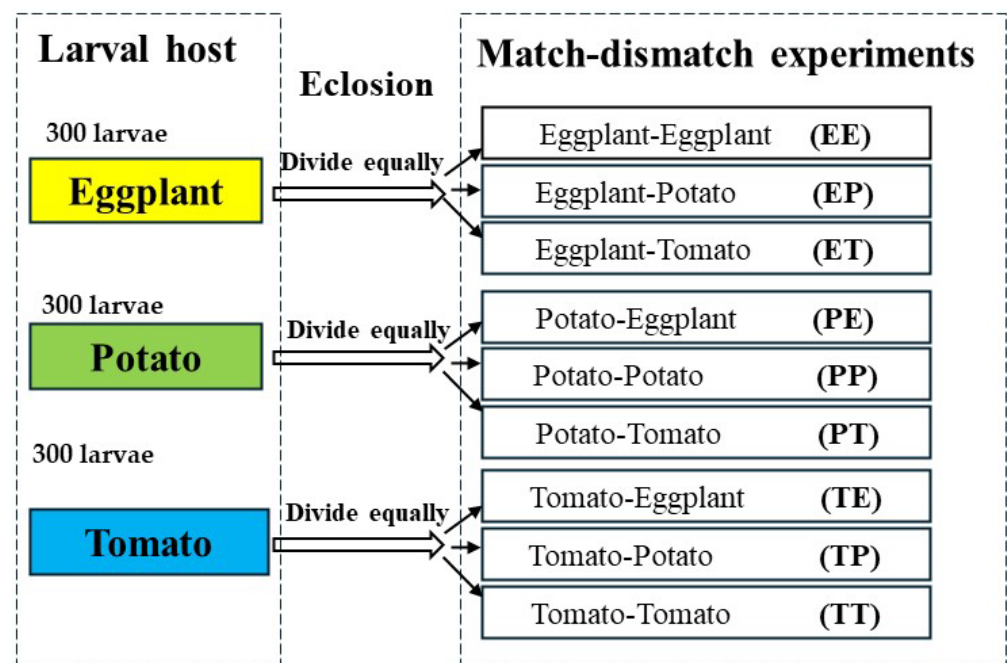 Larval host
Eclosion
Match-dismatch experiments
300 larvae
Eggplant
Divide equally
Eggplant-Eggplant (EE)
Eggplant-Potato (EP)
Eggplant-Tomato (ET)
300 larvae
Potato
Divide equally
Potato-Eggplant (PE)
Potato-Potato (PP)
Potato-Tomato (PT)
300 larvae
Tomato
Divide equally
Tomato-Eggplant (TE)
Tomato-Potato (TP)
Tomato-Tomato (TT)